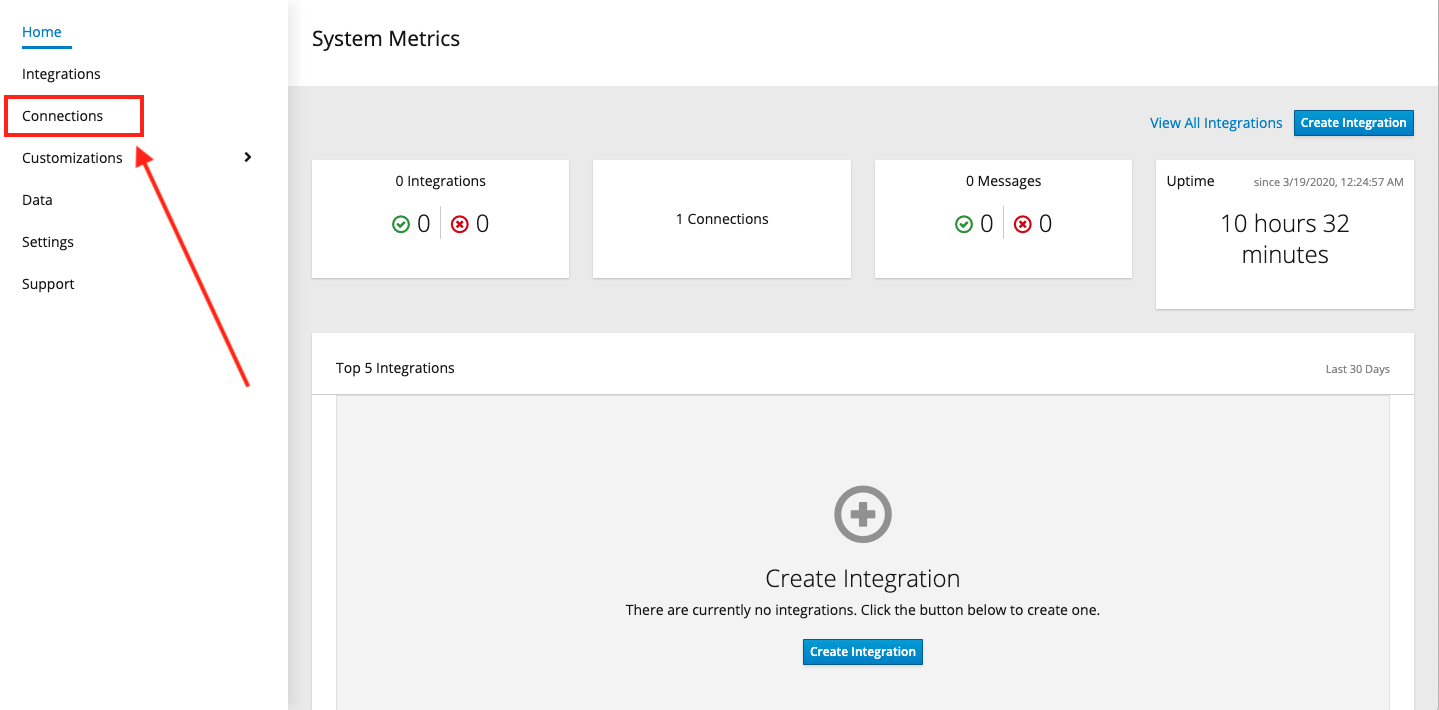 Home
Integrations
Connections
Customizations
Data
Settings
Support
System Metrics
View All Integrations
Create Integration
0 Integrations
0
0
1 Connections
0 Messages
0
0
Uptime
since 3/19/2020, 12:24:57 AM
10 hours 32
minutes
Top 5 Integrations
Last 30 Days
Create Integration
There are currently no integrations. Click the button below to create one.
Create Integration